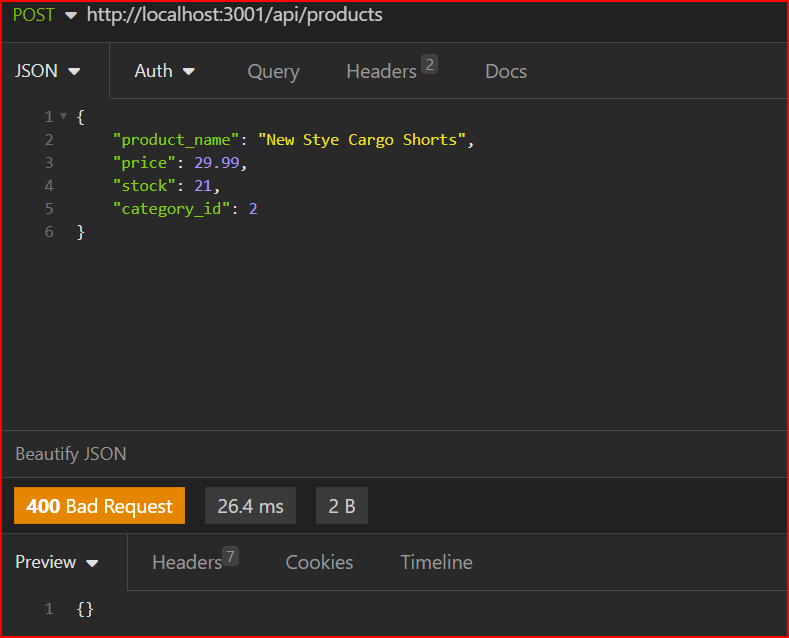 POST http://localhost:3001/api/products
JSON Auth Query Headers 2 Docs
1 {
2 "product_name": "New Stye Cargo Shorts",
3 "price": 29.99,
4 "stock": 21,
5 "category_id": 2
6 }
Beautify JSON
400 Bad Request 26.4 ms 2 B
Preview Headers 7 Cookies Timeline
1 {}